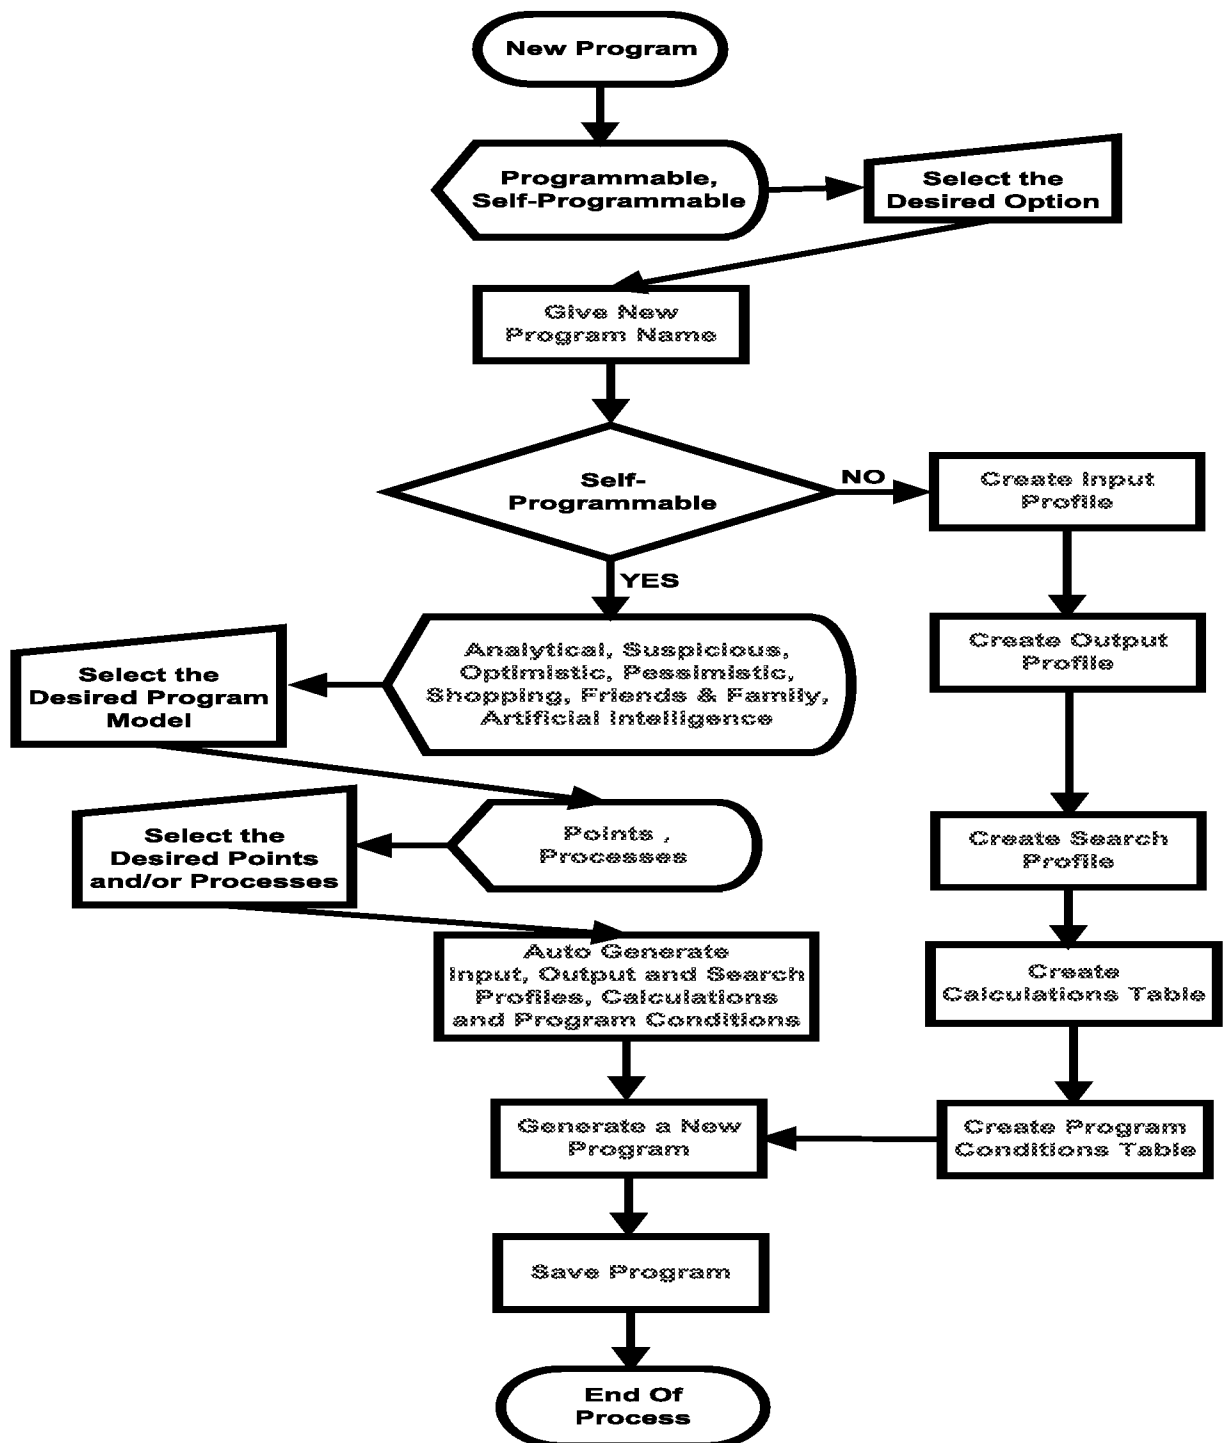 New Program
Programmable,
Self-Programmable
Select the
Desired Option
Give New
Program Name
Self-
Programmable
NO
Create Input
Profile
YES
Analytical, Suspicious,
Optimistic, Pessimistic,
Shopping, Friends & Family,
Artificial Intelligence
Create Output
Profile
Select the
Desired Program
Model
Points ,
Processes
Create Search
Profile
Select the
Desired Points
and/or Processes
Auto Generate
Input, Output and Search
Profiles, Calculations
and Program Conditions
Create
Calculations Table
Generate a New
Program
Create Program
Conditions Table
Save Program
End Of
Process